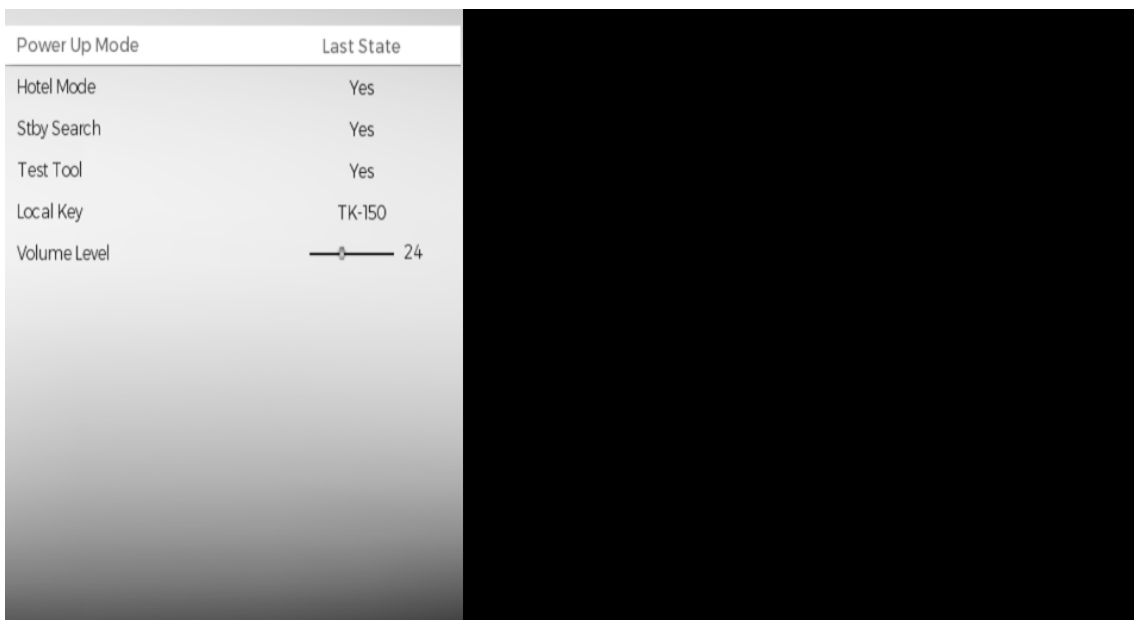 Power Up Mode Last State
Hotel Mode Yes
Stby Search Yes
Test Tool Yes
Local Key TK-150
Volume Level 24